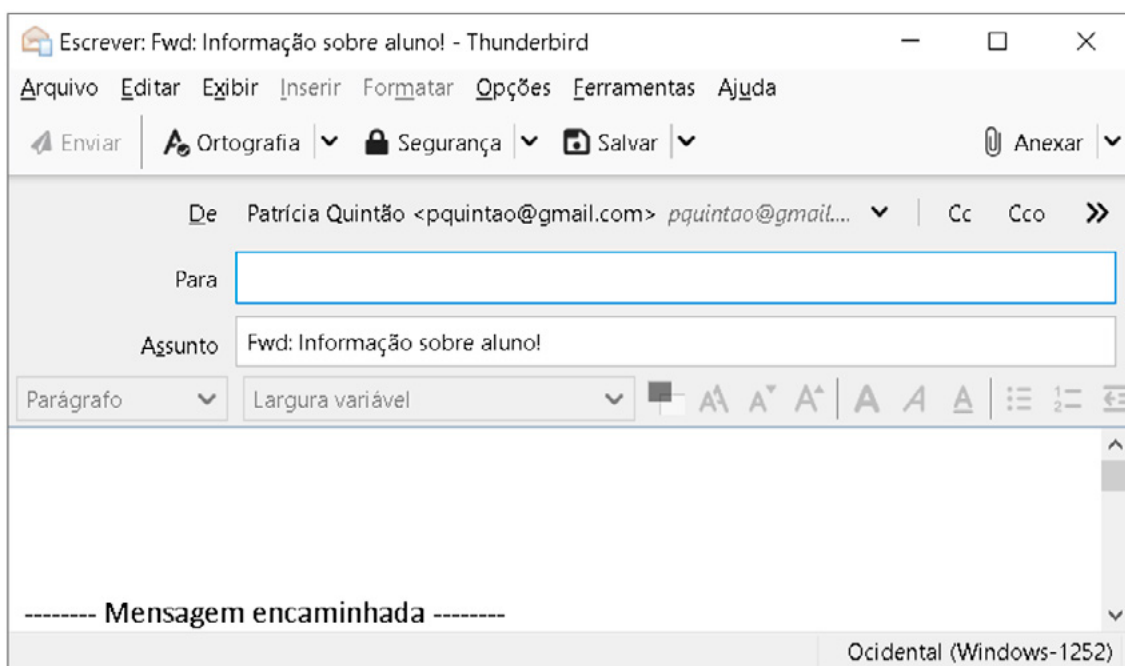 Escrever: Fwd: Informação sobre aluno! - Thunderbird
Arquivo Editar Exibir Inserir Formatar Opções Ferramentas Ajuda
Enviar Ortografia Segurança Salvar Anexar
De Patrícia Quintão <pquintao@gmail.com> pquintao@gmail.... Cc Cco
Para
Assunto Fwd: Informação sobre aluno!
Parágrafo Largura variável
-------- Mensagem encaminhada --------
Ocidental (Windows-1252)